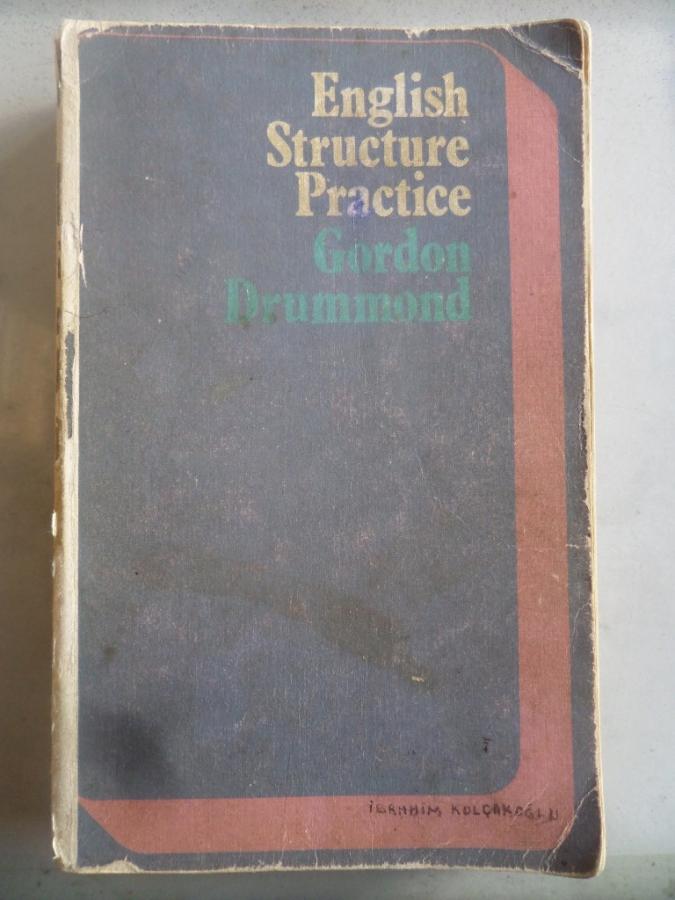 English
Structure
Practice
Gordon
Drummond
İBRAHİM KOLÇAKOĞLU